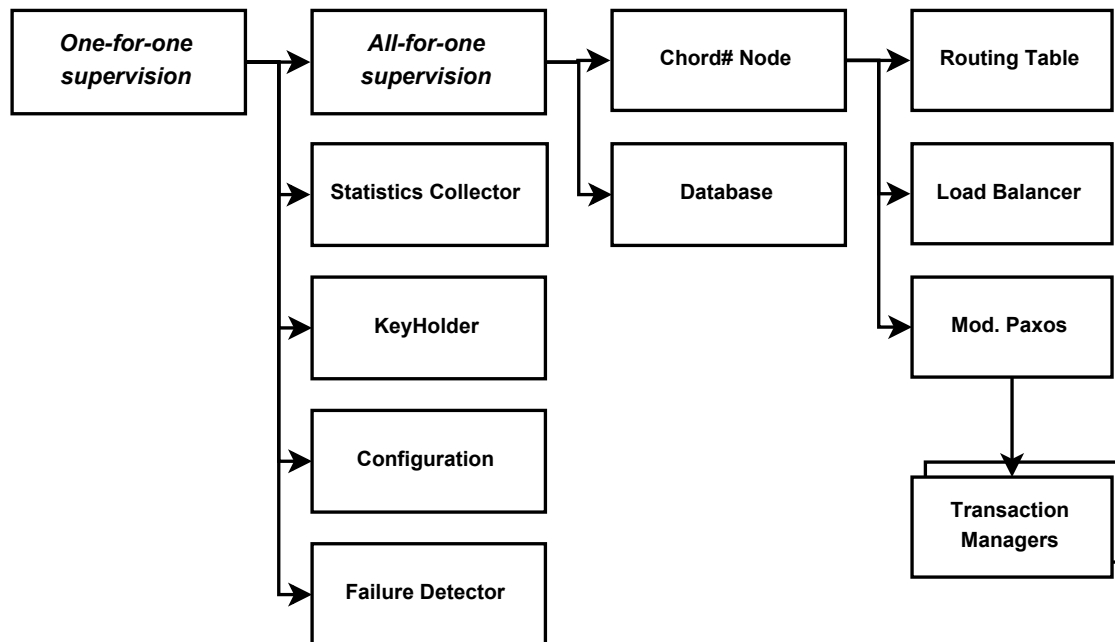 One-for-one
supervision
All-for-one
supervision
Chord# Node
Routing Table
Statistics Collector
Database
Load Balancer
KeyHolder
Mod. Paxos
Configuration
Transaction
Managers
Failure Detector